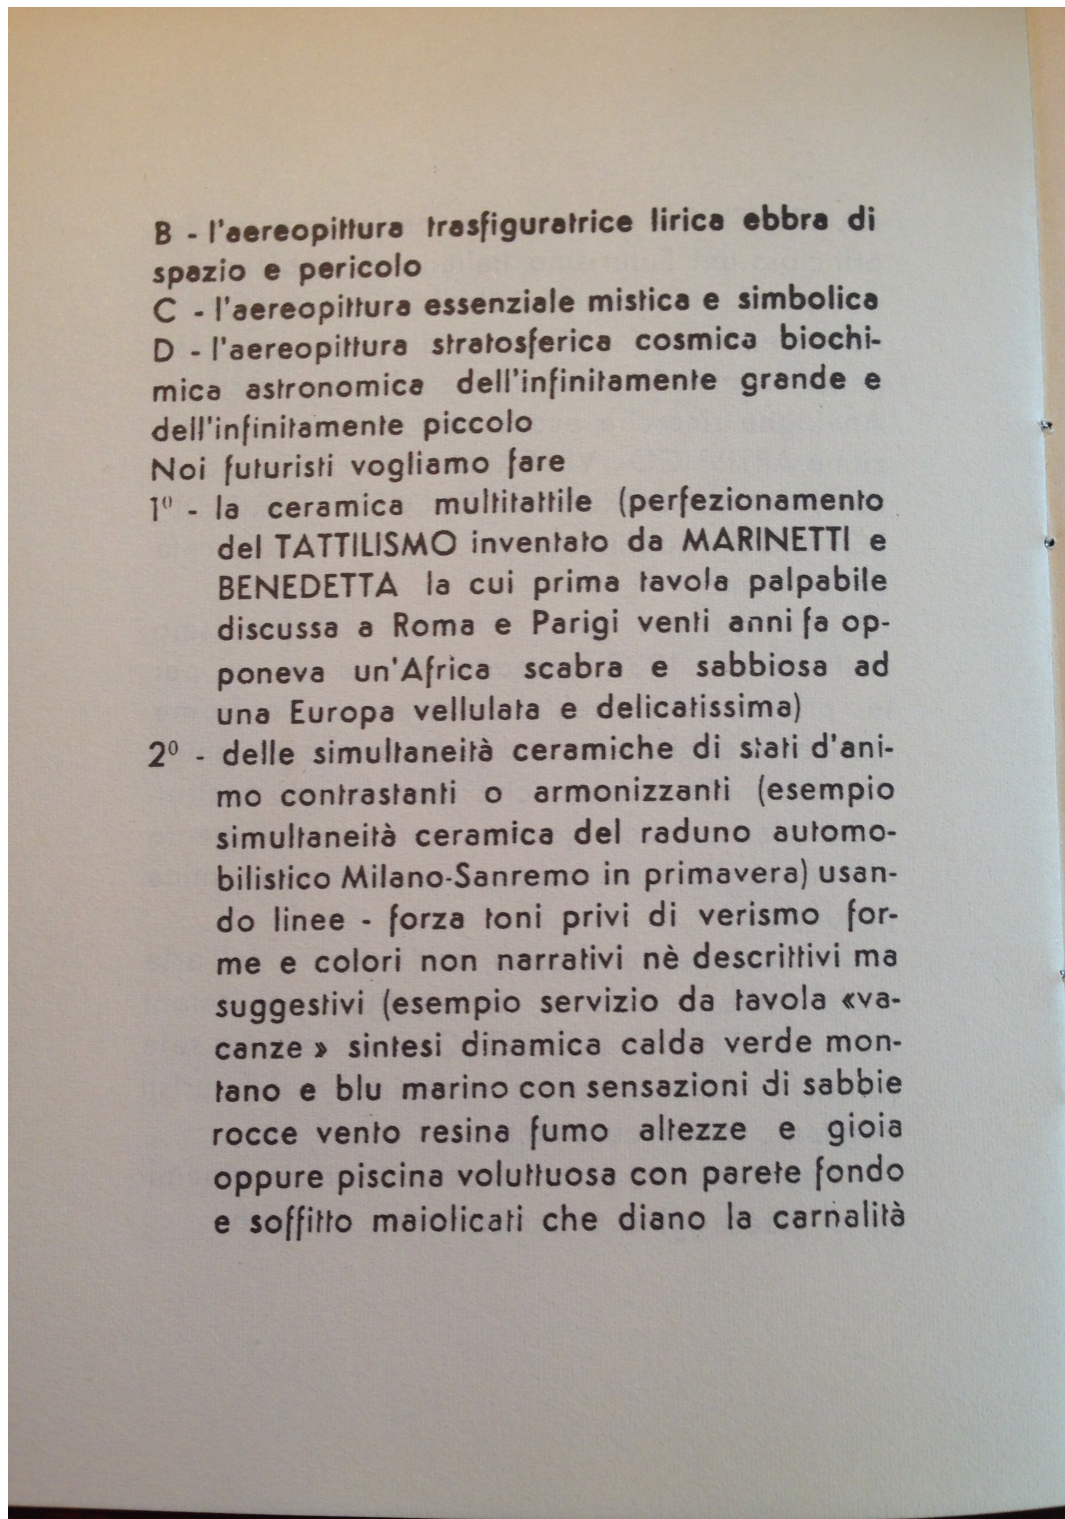 B - l'aereopittura trasfiguratrice lirica ebbra di
spazio e pericolo
C - l'aereopittura essenziale mistica e simbolica
D - l'aereopittura stratosferica cosmica biochi-
mica astronomica dell'infinitamente grande e
dell'infinitamente piccolo
Noi futuristi vogliamo fare
1º - la ceramica multitattile (perfezionamento
del TATTILISMO inventato da MARINETTI e
BENEDETTA la cui prima tavola palpabile
discussa a Roma e Parigi venti anni fa op-
poneva un'Africa scabra e sabbiosa ad
una Europa vellulata e delicatissima)
2º - delle simultaneità ceramiche di stati d'ani-
mo contrastanti o armonizzanti (esempio
simultaneità ceramica del raduno automo-
bilistico Milano-Sanremo in primavera) usan-
do linee - forza toni privi di verismo for-
me e colori non narrativi nè descrittivi ma
suggestivi (esempio servizio da tavola «va-
canze» sintesi dinamica calda verde mon-
tano e blu marino con sensazioni di sabbie
rocce vento resina fumo altezze e gioia
oppure piscina voluttuosa con parete fondo
e soffitto maiolicati che diano la carnalità